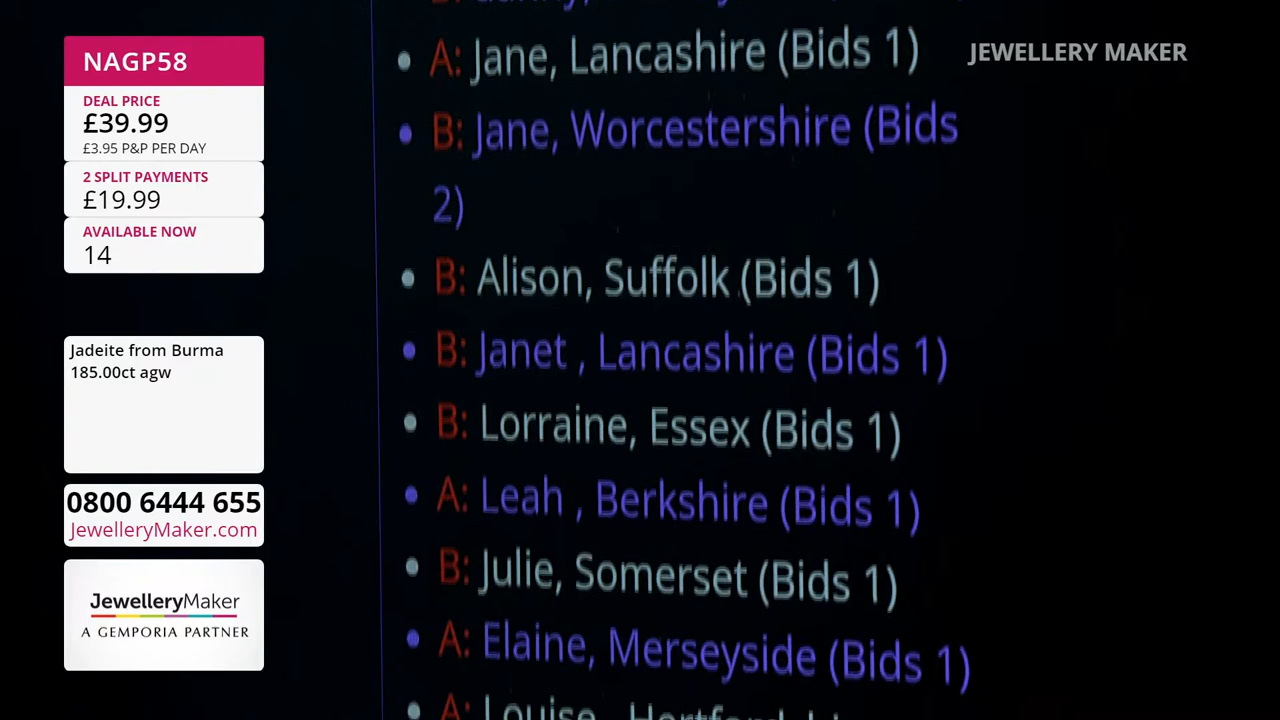 NAGP58
DEAL PRICE
£39.99
£3.95 P&P PER DAY
2 SPLIT PAYMENTS
£19.99
AVAILABLE NOW
14
Jadeite from Burma
185.00ct agw
0800 6444 655
JewelleryMaker.com
JewelleryMaker
A GEMPORIA PARTNER
JEWELLERY MAKER
• A: Jane, Lancashire (Bids 1)
• B: Jane, Worcestershire (Bids
2)
• B: Alison, Suffolk (Bids 1)
• B: Janet , Lancashire (Bids 1)
• B: Lorraine, Essex (Bids 1)
• A: Leah , Berkshire (Bids 1)
• B: Julie, Somerset (Bids 1)
• A: Elaine, Merseyside (Bids 1)
• A: Louise